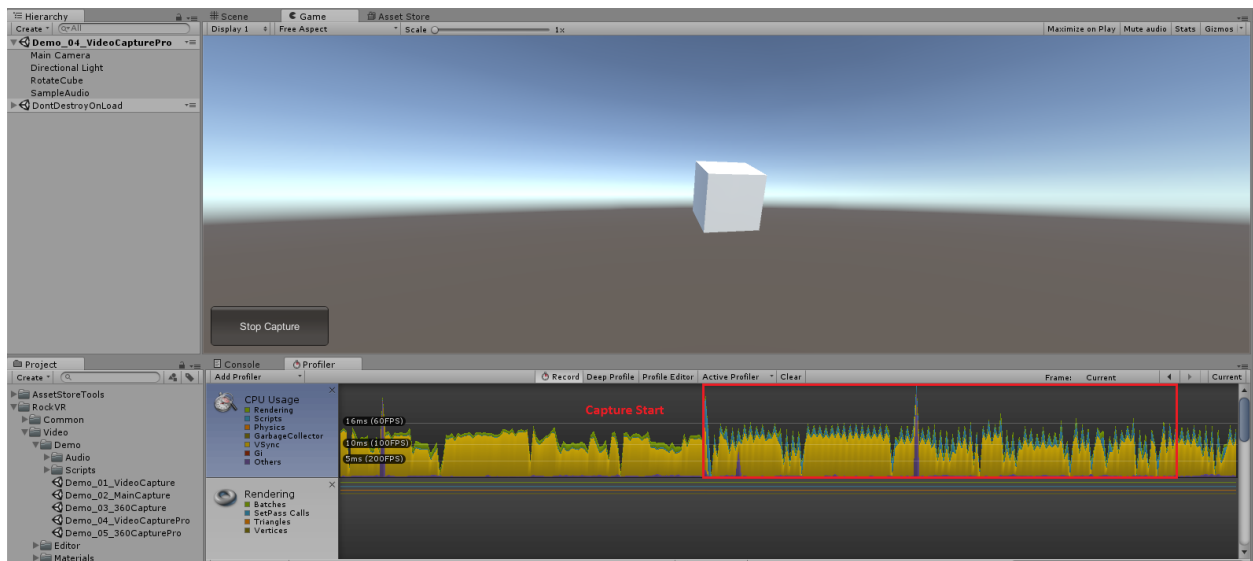 Hierarchy
Create
All
Demo_04_VideoCapturePro
Main Camera
Directional Light
RotateCube
SampleAudio
DontDestroyOnLoad
Scene
Game
Asset Store
Display 1
Free Aspect
Scale
1x
Maximize on Play
Mute audio
Stats
Gizmos
Stop Capture
Project
Create
AssetStoreTools
RockVR
Common
Video
Demo
Audio
Scripts
Demo_01_VideoCapture
Demo_02_MainCapture
Demo_03_360Capture
Demo_04_VideoCapturePro
Demo_05_360CapturePro
Editor
Materials
Console
Profiler
Add Profiler
Record
Deep Profile
Profile Editor
Active Profiler
Clear
Frame:
Current
Current
CPU Usage
Rendering
Scripts
Physics
GarbageCollector
VSync
Gi
Others
16ms (60FPS)
10ms (100FPS)
5ms (200FPS)
Capture Start
Rendering
Batches
SetPass Calls
Triangles
Vertices